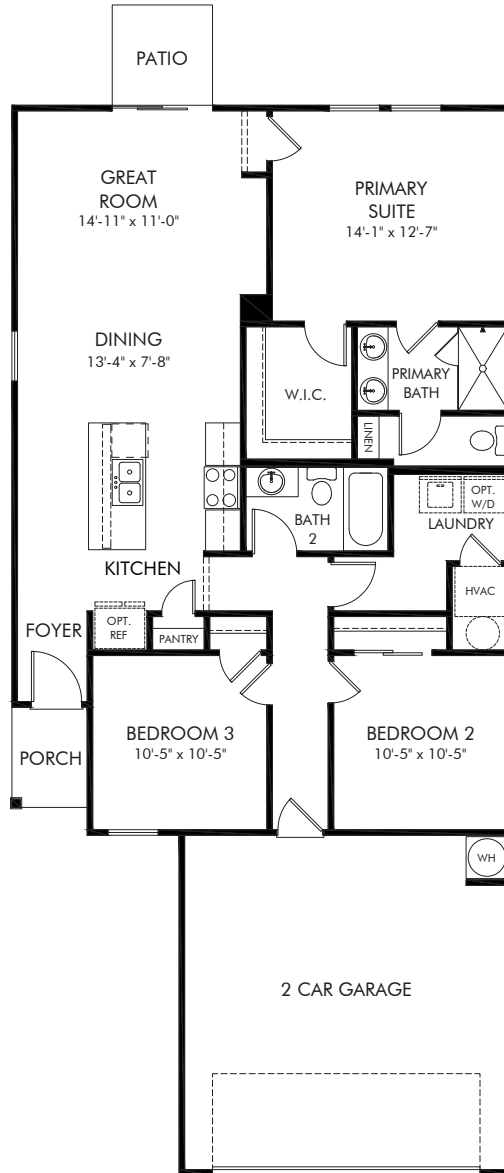 PATIO
GREAT
ROOM
14'-11" x 11'-0"
PRIMARY
SUITE
14'-1" x 12'-7"
DINING
13'-4" x 7'-8"
W.I.C.
PRIMARY
BATH
LINEN
BATH
2
OPT.
W/D
LAUNDRY
KITCHEN
HVAC
FOYER
OPT.
REF
PANTRY
PORCH
BEDROOM 3
10'-5" x 10'-5"
BEDROOM 2
10'-5" x 10'-5"
WH
2 CAR GARAGE